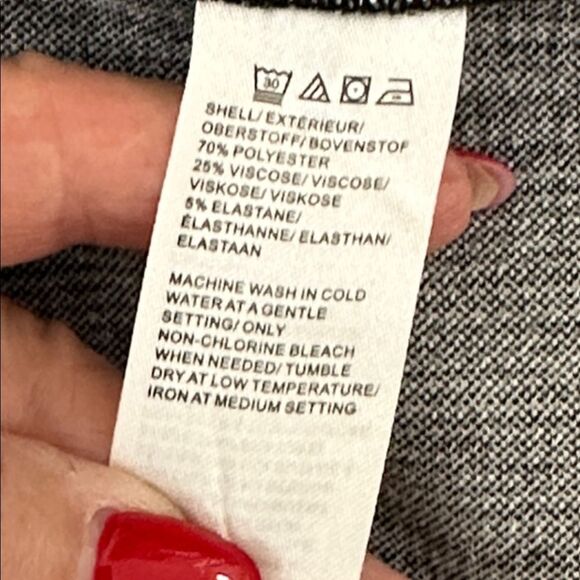 30
SHELL/ EXTÉRIEUR/
OBERSTOFF/ BOVENSTOF
70% POLYESTER
25% VISCOSE/ VISCOSE/
VISKOSE/ VISKOSE
5% ELASTANE/
ÉLASTHANNE/ ELASTHAN/
ELASTAAN
MACHINE WASH IN COLD
WATER AT A GENTLE
SETTING/ ONLY
NON-CHLORINE BLEACH
WHEN NEEDED/ TUMBLE
DRY AT LOW TEMPERATURE/
IRON AT MEDIUM SETTING